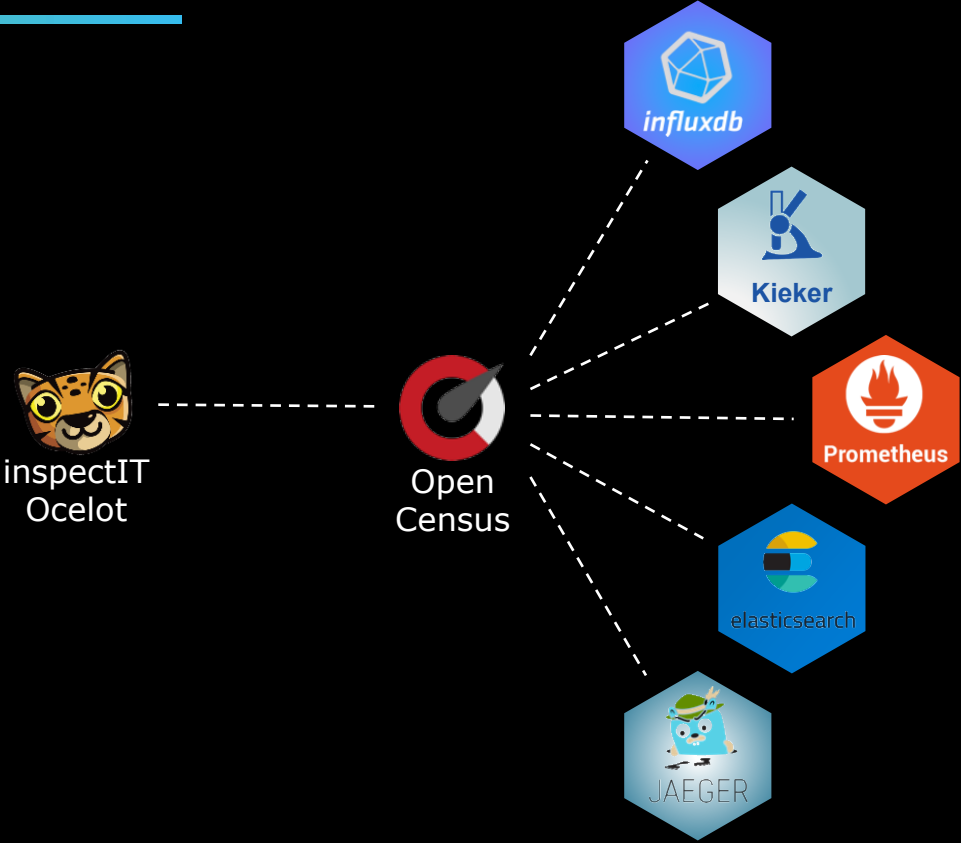 influxdb
Kieker
Prometheus
inspectIT
Ocelot
Open
Census
elasticsearch
JAEGER